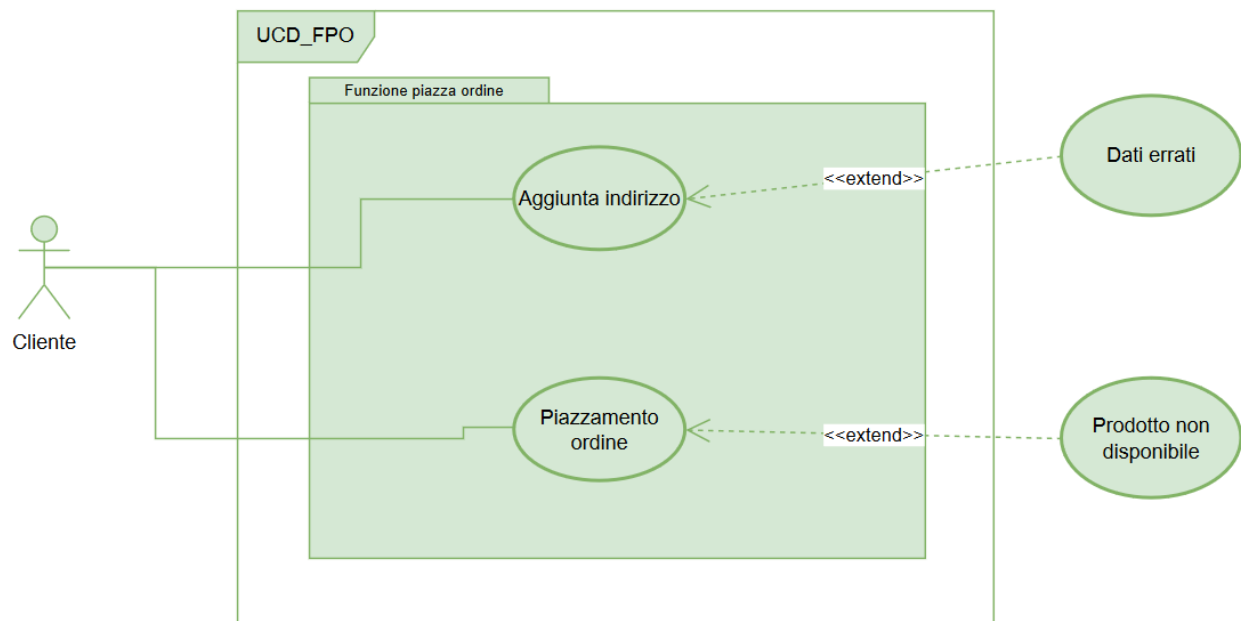 UCD_FPO
Funzione piazza ordine
Aggiunta indirizzo
<<extend>>
Dati errati
Cliente
Piazzamento
ordine
<<extend>>
Prodotto non
disponibile